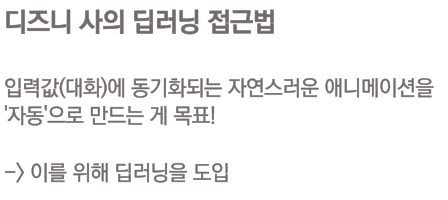 디즈니 사의 딥러닝 접근법
입력값(대화)에 동기화되는 자연스러운 애니메이션을
'자동'으로 만드는 게 목표!
-> 이를 위해 딥러닝을 도입